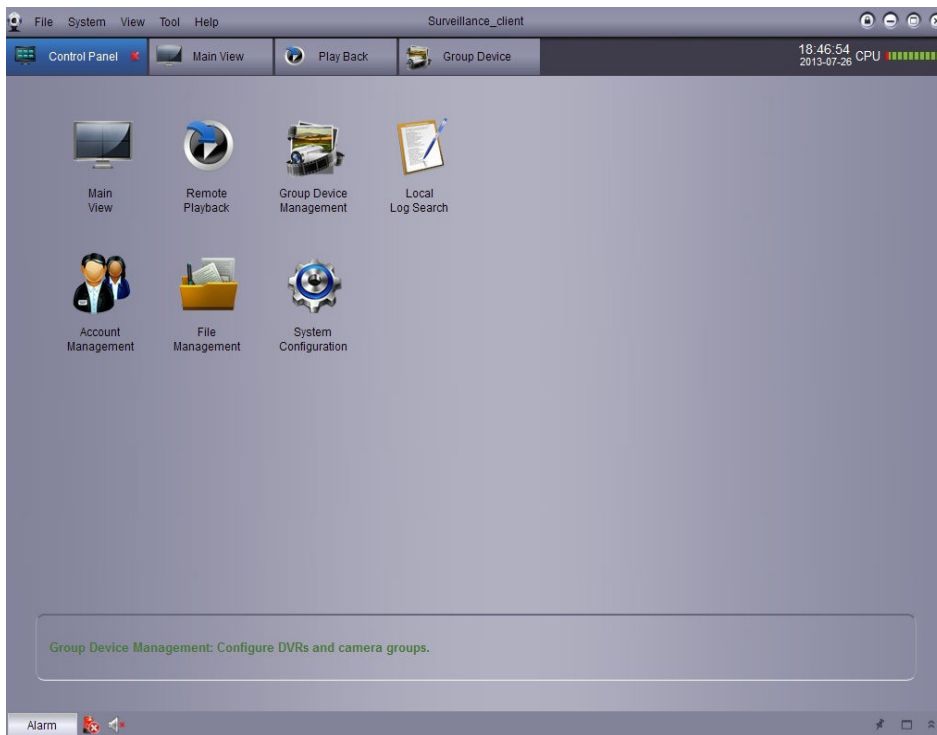 File System View Tool Help
Surveillance_client
Control Panel
Main View
Play Back
Group Device
18:46:54
2013-07-26
CPU
Main
View
Remote
Playback
Group Device
Management
Local
Log Search
Account
Management
File
Management
System
Configuration
Group Device Management: Configure DVRs and camera groups.
Alarm